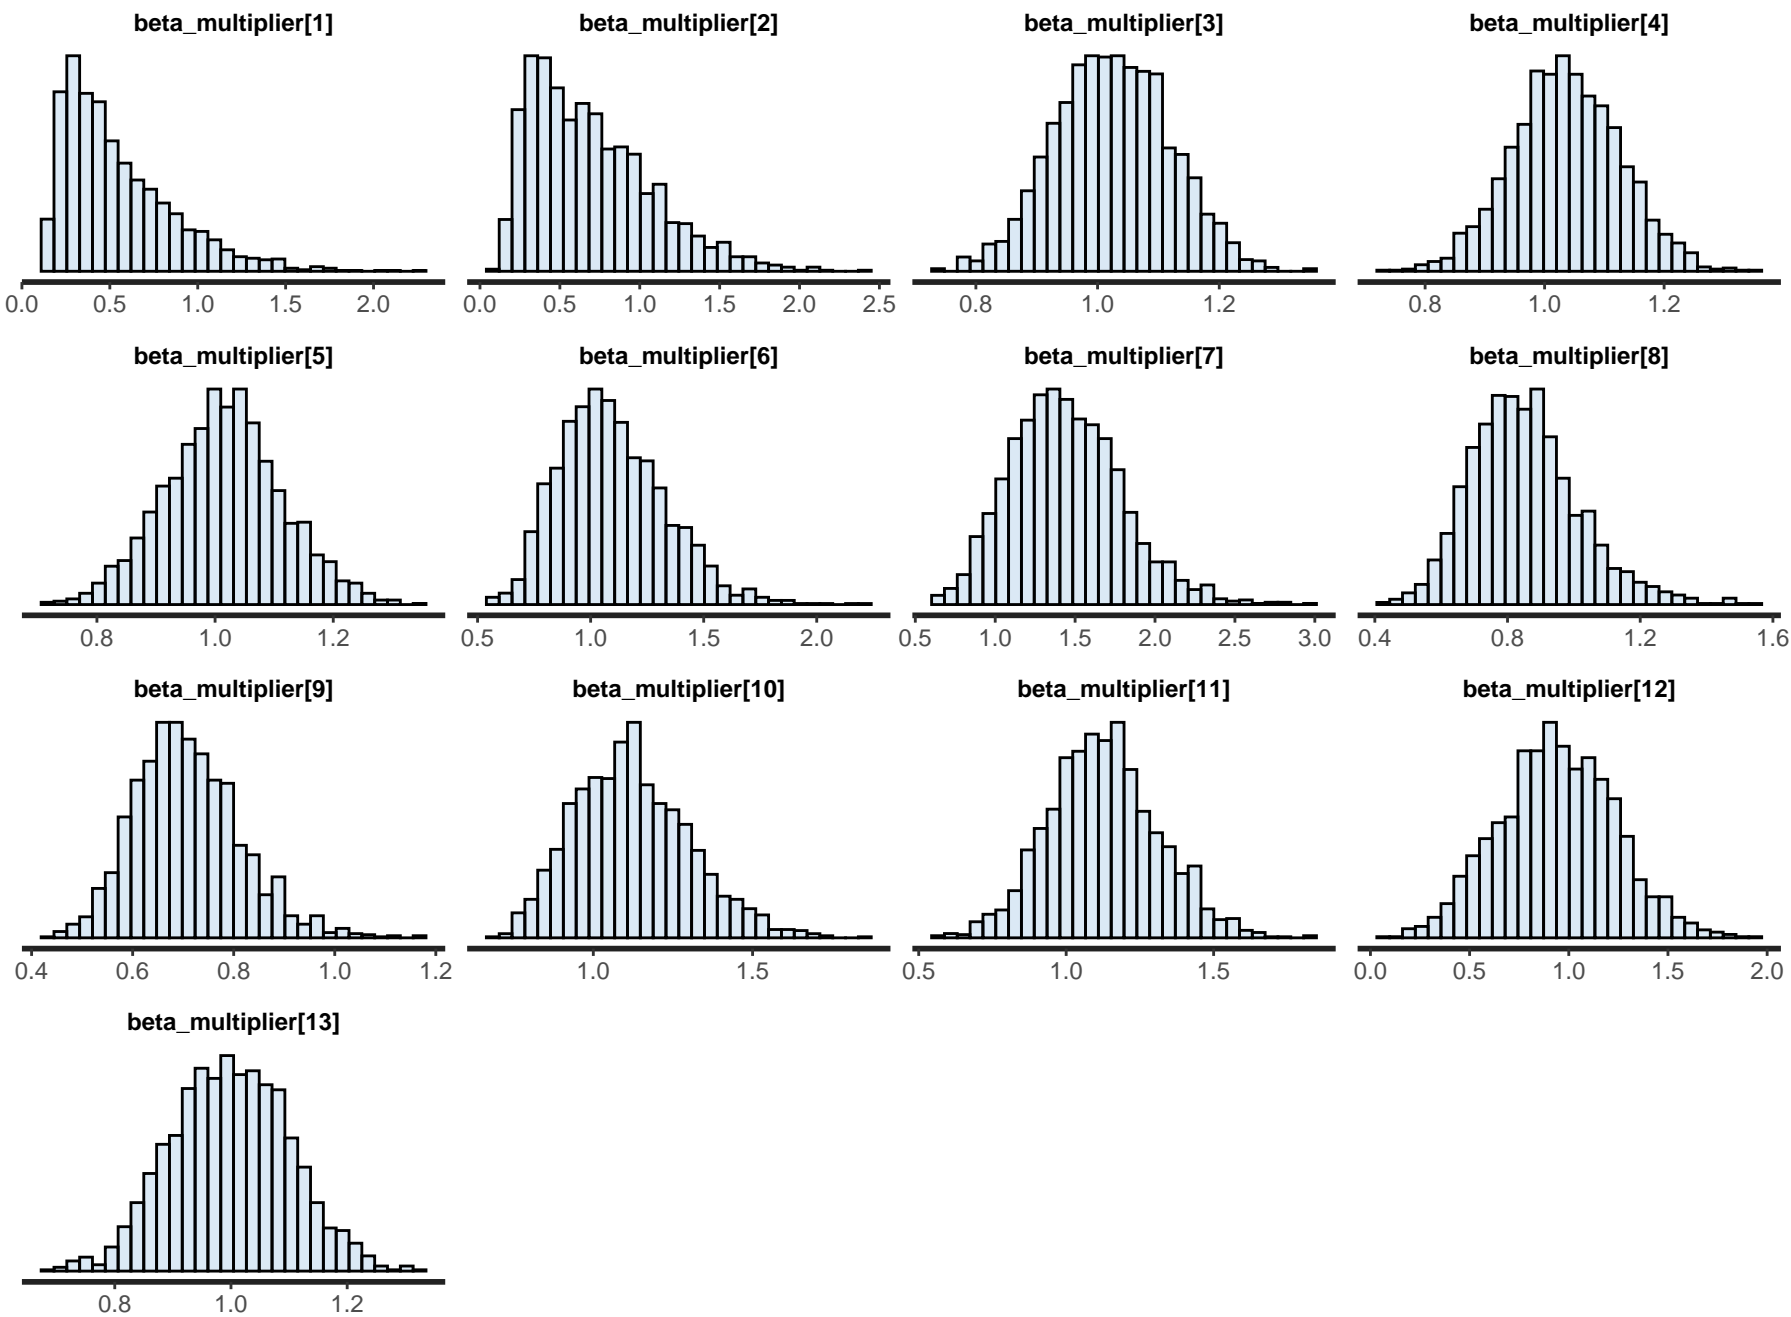 beta_multiplier[1] beta_multiplier[2] beta_multiplier[3] beta_multiplier[4]
0.0 0.5 1.0 1.5 2.0 0.0 0.5 1.0 1.5 2.0 2.5 0.8 1.0 1.2 0.8 1.0 1.2
beta_multiplier[5] beta_multiplier[6] beta_multiplier[7] beta_multiplier[8]
0.8 1.0 1.2 0.5 1.0 1.5 2.0 0.5 1.0 1.5 2.0 2.5 3.0 0.4 0.8 1.2 1.6
beta_multiplier[9] beta_multiplier[10] beta_multiplier[11] beta_multiplier[12]
0.4 0.6 0.8 1.0 1.2 1.0 1.5 0.5 1.0 1.5 0.0 0.5 1.0 1.5 2.0
beta_multiplier[13]
0.8 1.0 1.2